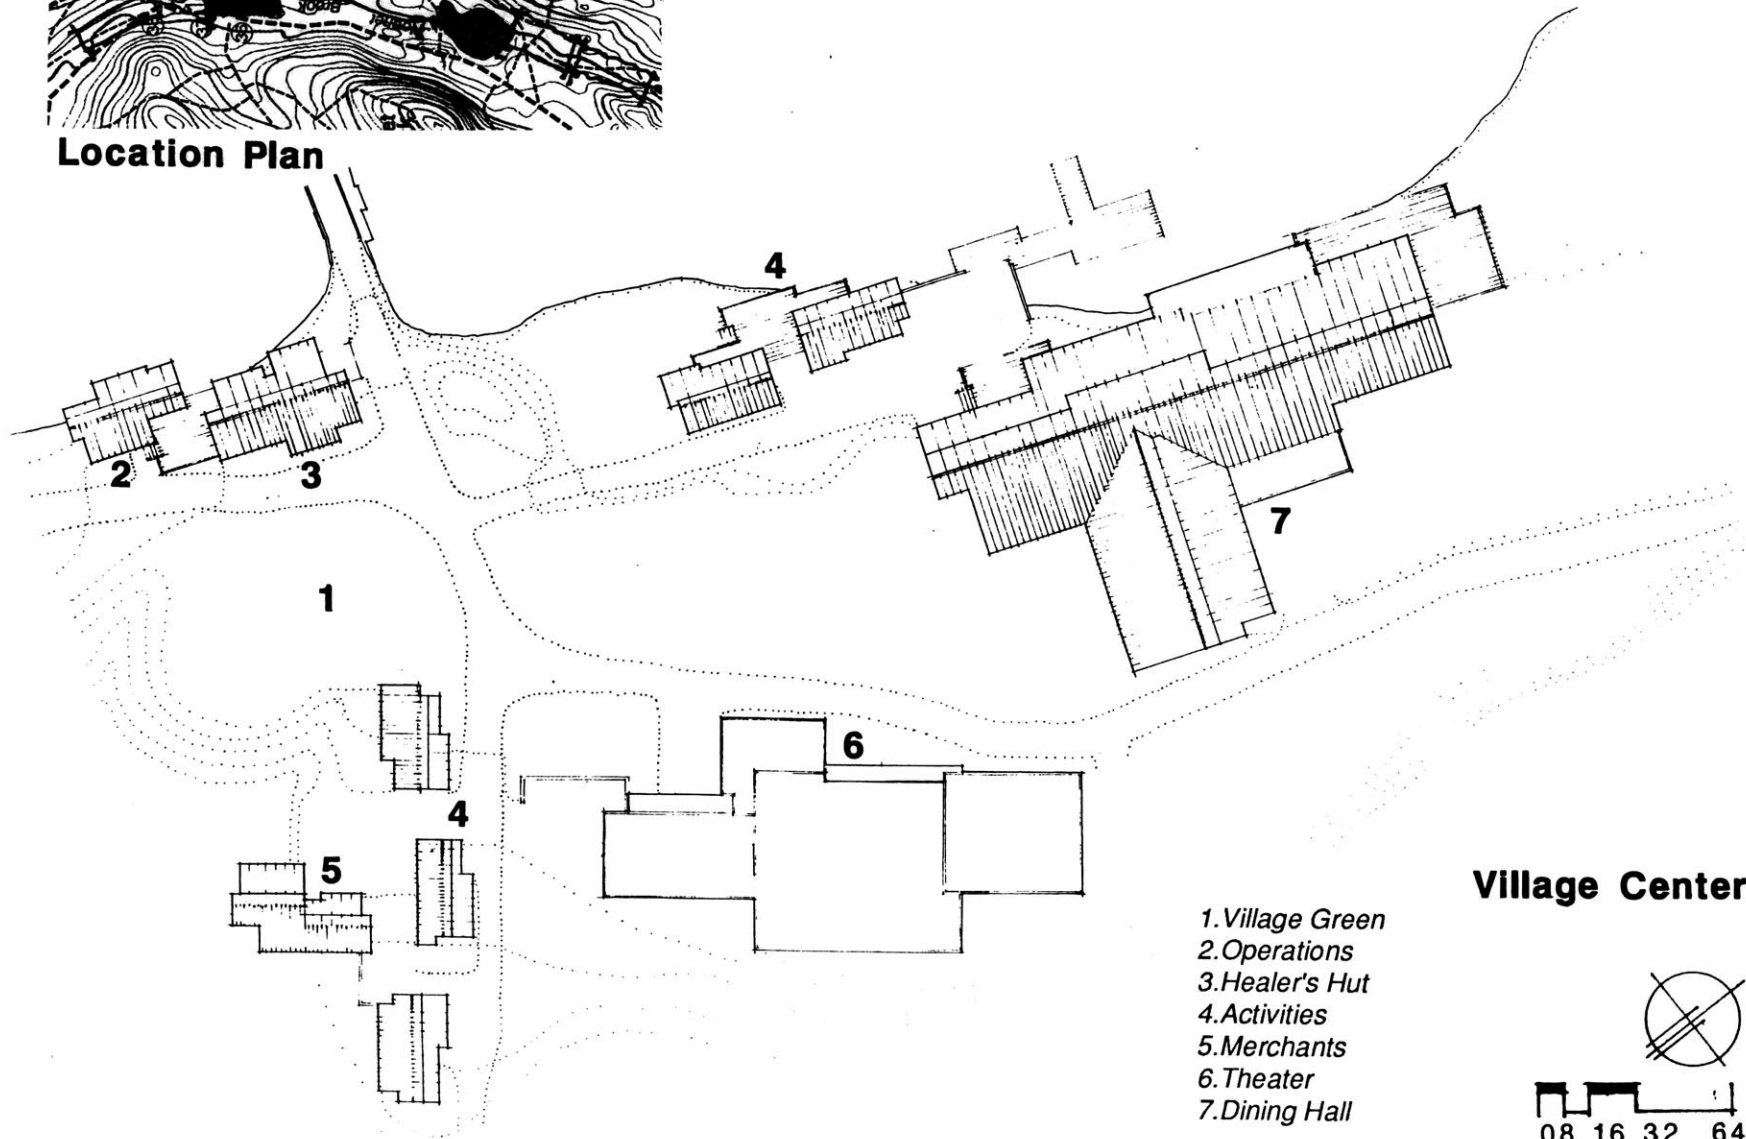 Brook
Location Plan
4
2
3
7
1
6
4
5
Village Center
1.Village Green
2.Operations
3.Healer's Hut
4.Activities
5.Merchants
6.Theater
7.Dining Hall
08 16 32 64